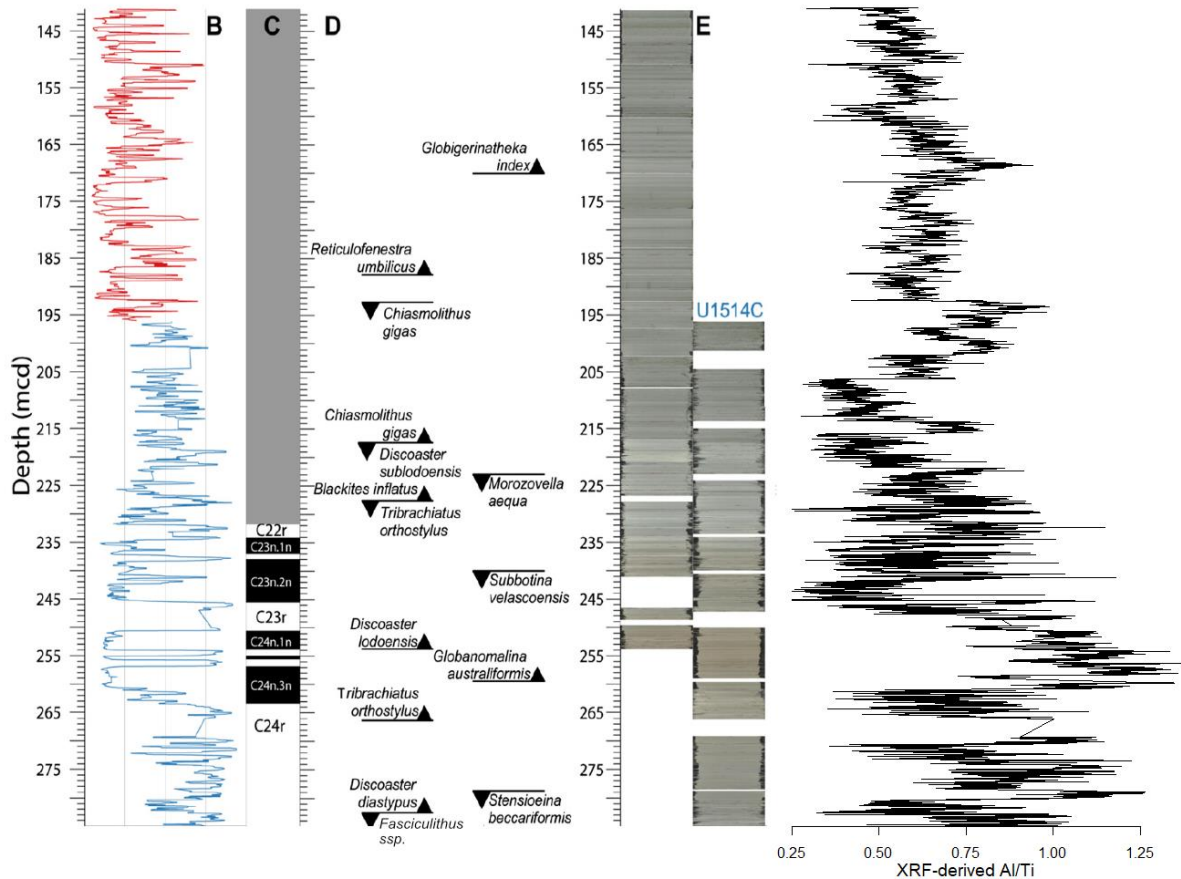 B
C
D
E
Depth (mcd)
145
155
165
175
185
195
205
215
225
235
245
255
265
275
C22r
C23n.1n
C23n.2n
C23r
C24n.1n
C24n.3n
C24r
Globigerinatheka
index
Reticulofenestra
umbilicus
Chiasmolithus
gigas
Chiasmolithus
gigas
Discoaster
sublodoensis
Blackites inflatus
Morozovella
aequa
Tribrachiatus
orthostylus
Subbotina
velascoensis
Discoaster
lodoensis
Globanomalina
australiformis
Tribrachiatus
orthostylus
Discoaster
diastypus
Stensioeina
beccariformis
Fasciculithus
ssp.
145
155
165
175
185
195
205
215
225
235
245
255
265
275
U1514C
0.25
0.50
0.75
1.00
1.25
XRF-derived Al/Ti